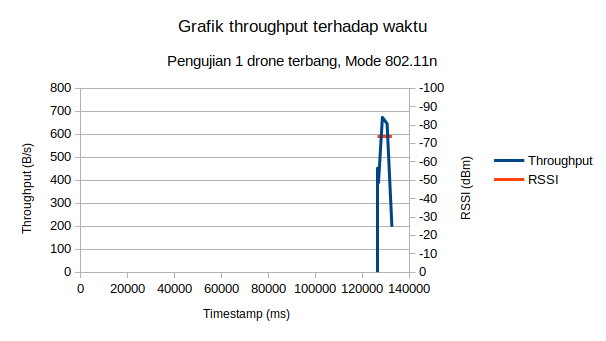 Grafik throughput terhadap waktu
Pengujian 1 drone terbang, Mode 802.11n
800
700
600
500
400
300
200
100
0
Throughput (B/s)
-100
-90
-80
-70
-60
-50
-40
-30
-20
-10
0
RSSI (dBm)
0 20000 40000 60000 80000 100000 120000 140000
Timestamp (ms)
Throughput
RSSI